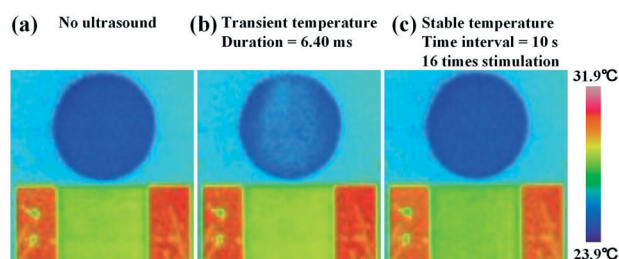 (a) No ultrasound
(b) Transient temperature
Duration = 6.40 ms
(c) Stable temperature
Time interval = 10 s
16 times stimulation
31.9℃
23.9℃